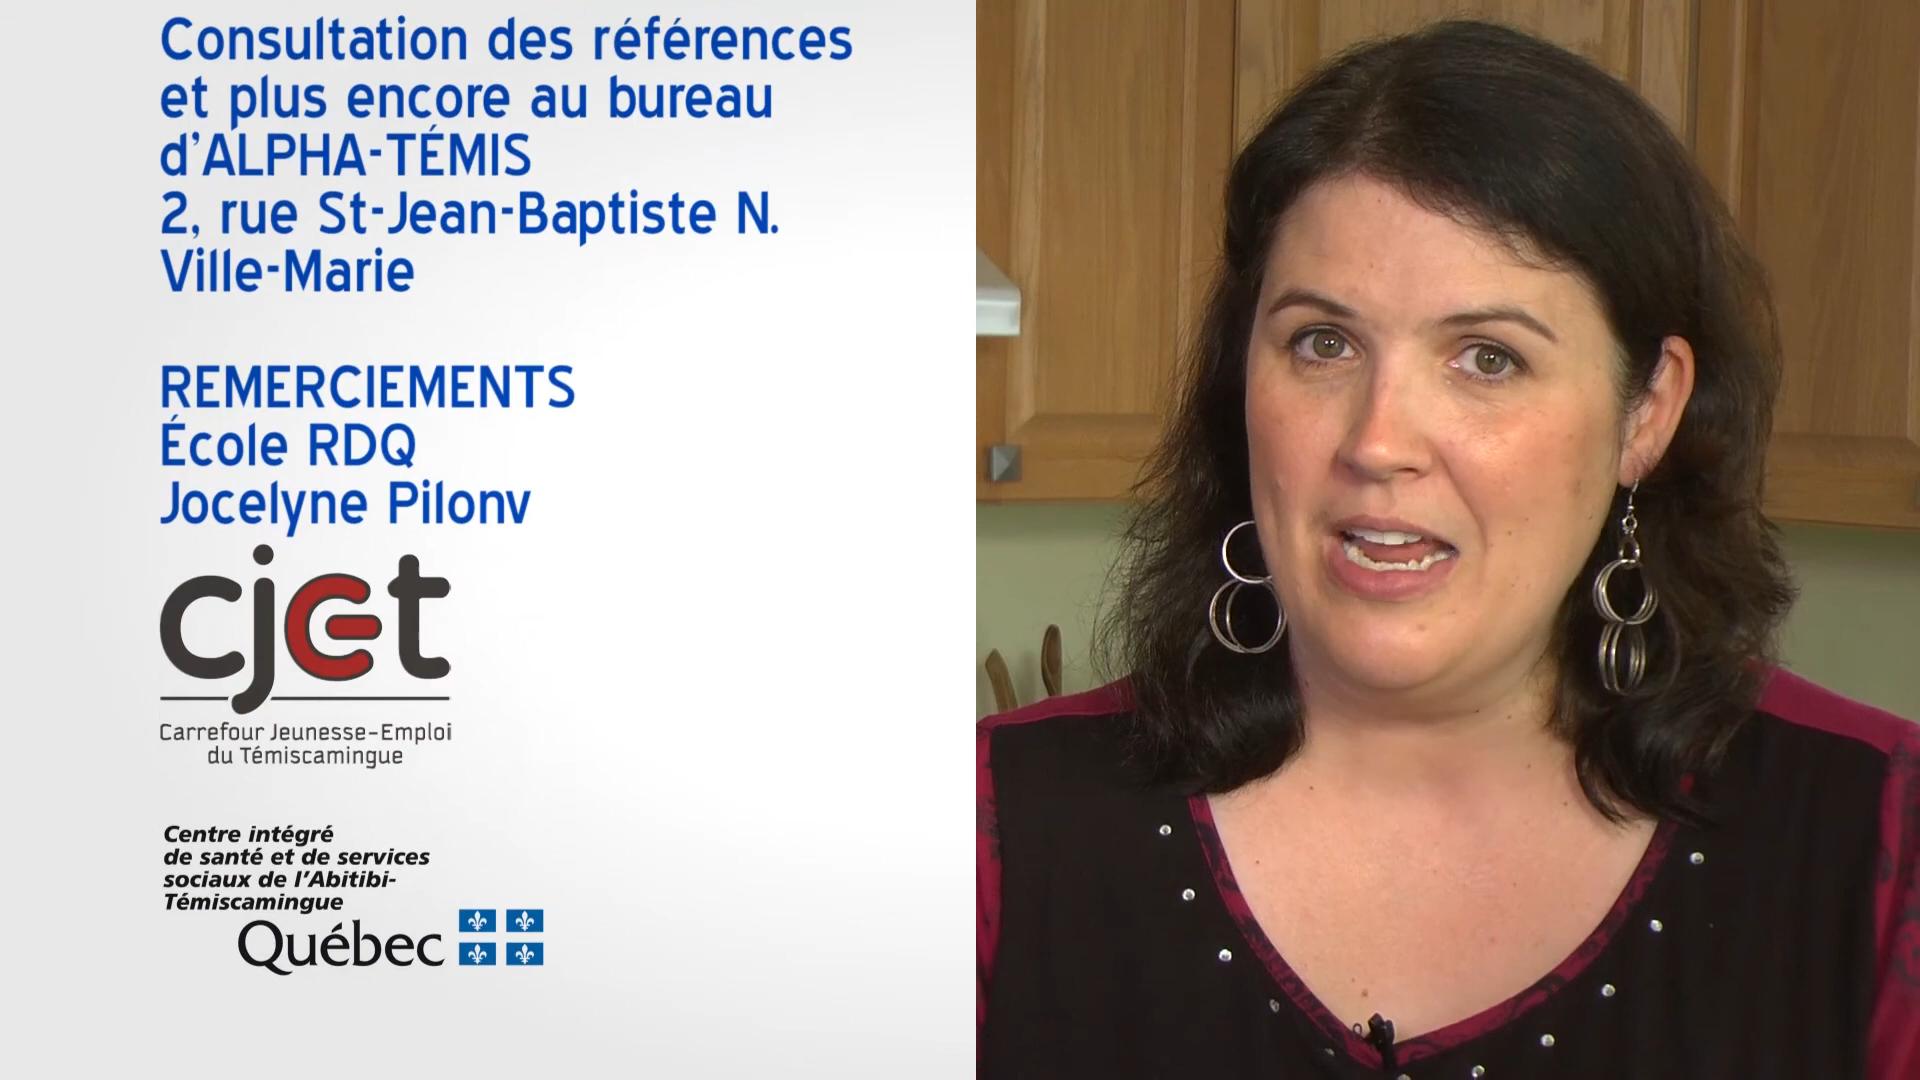 Consultation des références
et plus encore au bureau
d'ALPHA-TÉMIS
2, rue St-Jean-Baptiste N.
Ville-Marie
REMERCIEMENTS
École RDQ
Jocelyne Pilonv
cjet
Carrefour Jeunesse-Emploi
du Témiscamingue
Centre intégré
de santé et de services
sociaux de l'Abitibi-
Témiscamingue
Québec